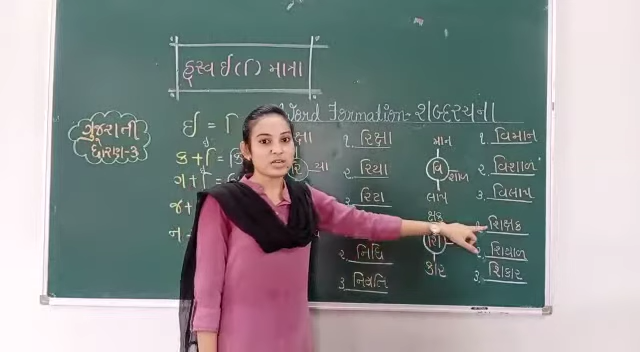 હ્રસ્વ ઈ (િ) માત્રા
Word Formation - શબ્દરચના
ગુજરાતી
ધોરણ-૩
ઈ = િ
ક + િ
ગ + િ
૧. રિક્ષા
૨. રિયા
૩. રિટા
૨. નિધિ
૩. નિયતિ
માન
વિ
શાળ
લાપ
ક્ષક
શિ
કાર
૧. વિમાન
૨. વિશાળ
૩. વિલાપ
૧. શિક્ષક
૨. શિયાળ
૩. શિકાર